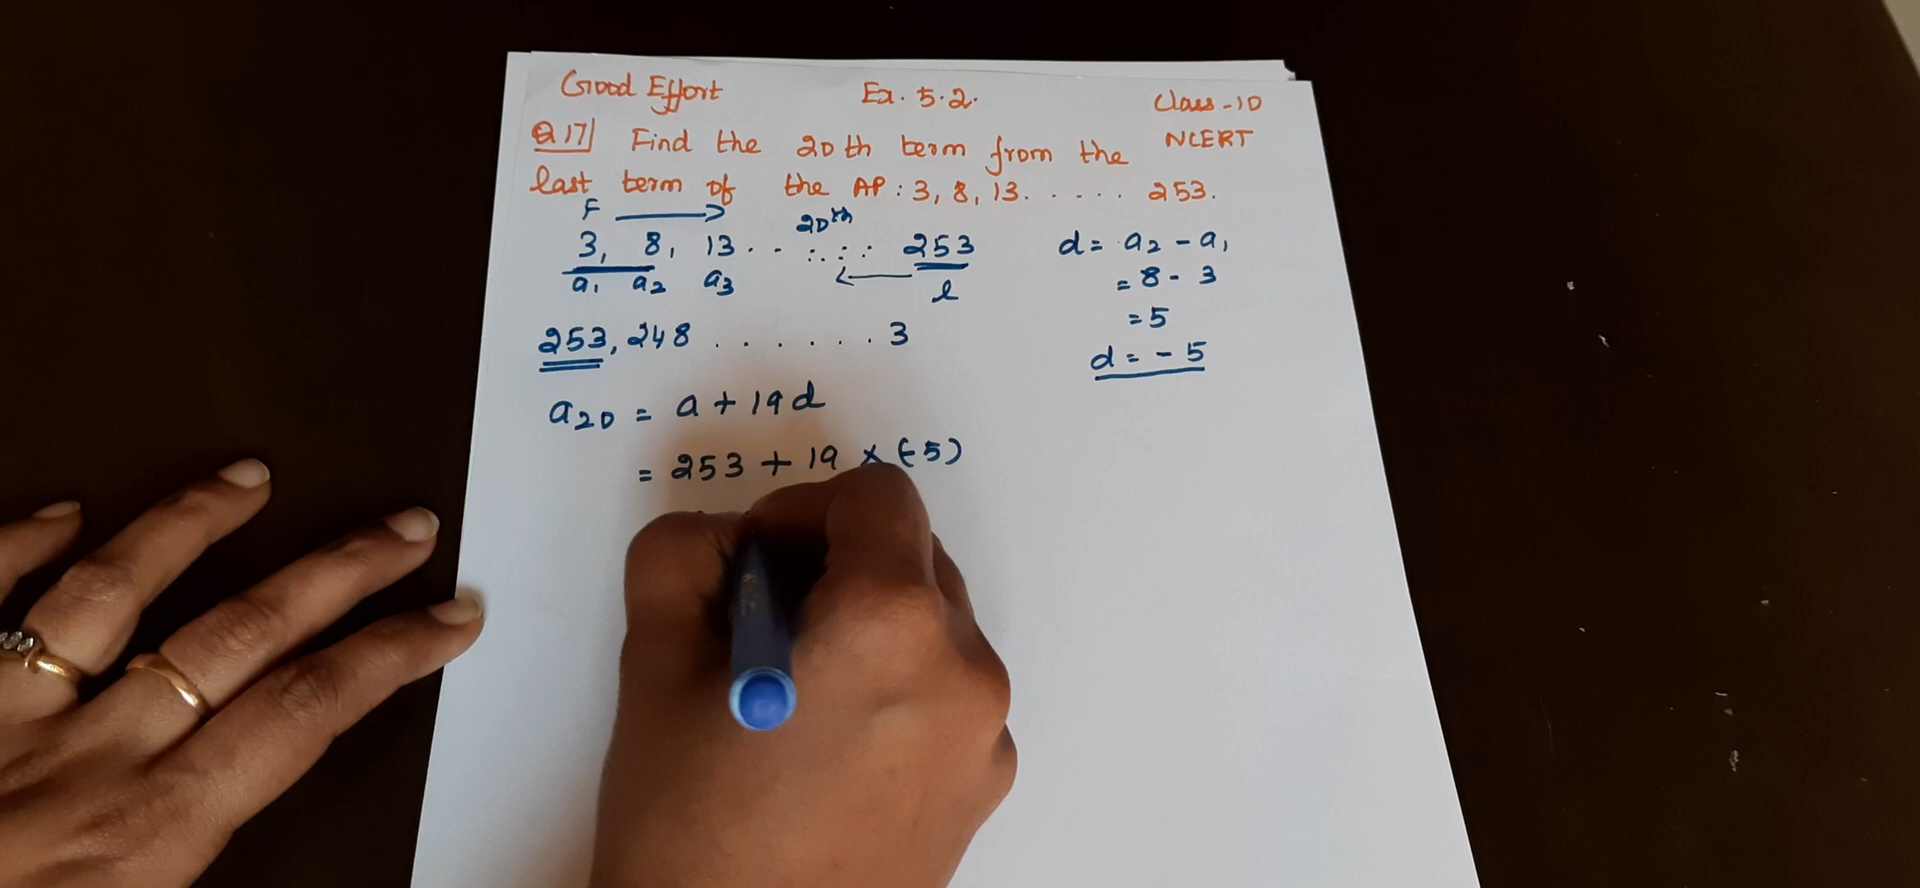 Good Effort Ex. 5.2. Class-10
Q17| Find the 20th term from the NCERT
last term of the AP: 3, 8, 13. . . . . . 253.
F
20th
3, 8, 13 . . . : . : . : 253
a1 a2 a3 l
253, 248 . . . . . . . 3
d = a2 - a1
= 8 - 3
= 5
d = - 5
a20 = a + 19d
= 253 + 19 x (-5)